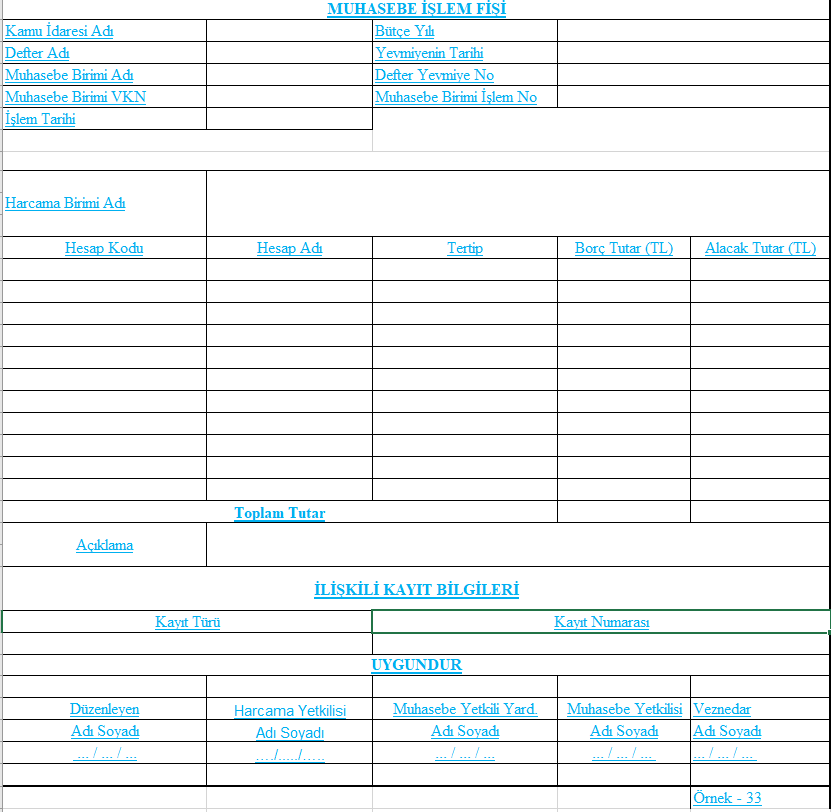 MUHASEBE İŞLEM FİŞİ
Kamu İdaresi Adı Bütçe Yılı
Defter Adı Yevmiyenin Tarihi
Muhasebe Birimi Adı Defter Yevmiye No
Muhasebe Birimi VKN Muhasebe Birimi İşlem No
İşlem Tarihi
Harcama Birimi Adı
Hesap Kodu Hesap Adı Tertip Borç Tutar (TL) Alacak Tutar (TL)
Toplam Tutar
Açıklama
İLİŞKİLİ KAYIT BİLGİLERİ
Kayıt Türü Kayıt Numarası
UYGUNDUR
Düzenleyen Harcama Yetkilisi Muhasebe Yetkili Yard. Muhasebe Yetkilisi Veznedar
Adı Soyadı Adı Soyadı Adı Soyadı Adı Soyadı Adı Soyadı
... / ... / ... …./...../….. ... / ... / ... ... / ... / ... ... / ... / ...
Örnek - 33